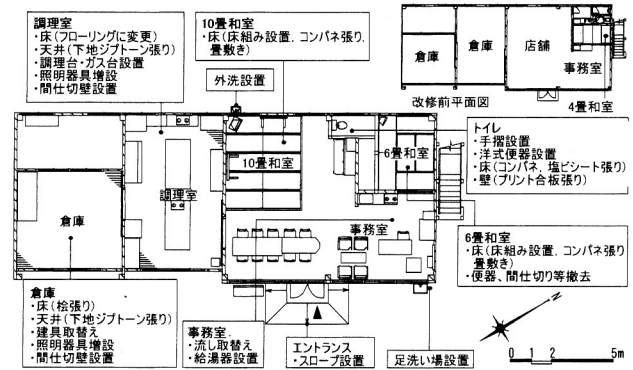 調理室
・床(フローリングに変更)
・天井(下地ジプトーン張り)
・調理台・ガス台設置
・照明器具増設
・間仕切壁設置
10畳和室
・床(床組み設置、コンパネ張り、
畳敷き)
外洗設置
倉庫
倉庫
店舗
事務室
改修前平面図
4畳和室
トイレ
・手摺設置
・洋式便器設置
・床(コンパネ、塩ビシート張り)
・壁(プリント合板張り)
10畳和室
6畳和室
調理室
倉庫
事務室
6畳和室
・床(床組み設置、コンパネ張り
畳敷き)
・便器、間仕切り等撤去
倉庫
・床(桧張り)
・天井(下地ジプトーン張り)
・建具取替え
・照明器具増設
・間仕切壁設置
事務室
・流し取替え
・給湯器設置
エントランス
・スロープ設置
足洗い場設置
N
0 1 2 5m